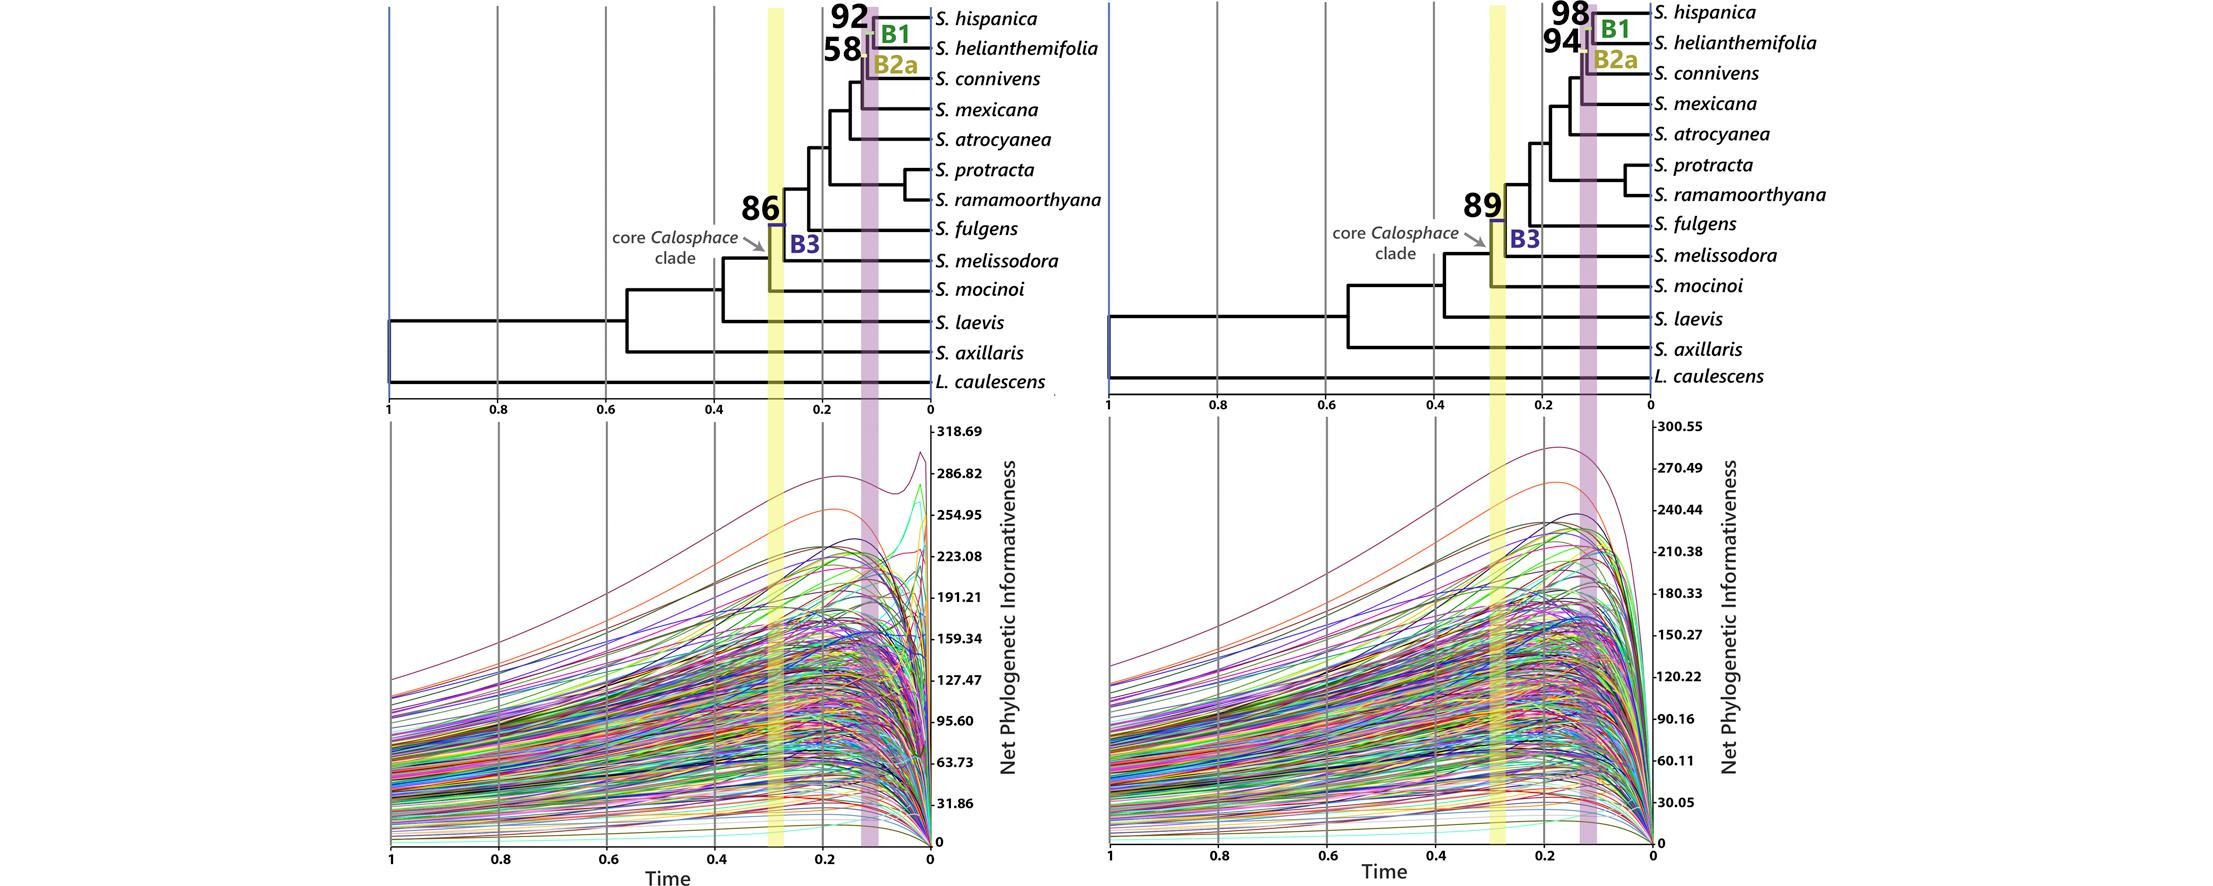 92
B1
58
B2a
S. hispanica
S. helianthemifolia
S. connivens
S. mexicana
S. atrocyanea
S. protracta
S. ramamoorthyana
S. fulgens
S. melissodora
S. mocinoi
S. laevis
S. axillaris
L. caulescens
86
B3
core Calosphace
clade
1 0.8 0.6 0.4 0.2 0
318.69
286.82
254.95
223.08
191.21
159.34
127.47
95.60
63.73
31.86
0
Net Phylogenetic Informativeness
1 0.8 0.6 0.4 0.2 0
Time
98
B1
94
B2a
S. hispanica
S. helianthemifolia
S. connivens
S. mexicana
S. atrocyanea
S. protracta
S. ramamoorthyana
S. fulgens
S. melissodora
S. mocinoi
S. laevis
S. axillaris
L. caulescens
89
B3
core Calosphace
clade
1 0.8 0.6 0.4 0.2 0
300.55
270.49
240.44
210.38
180.33
150.27
120.22
90.16
60.11
30.05
0
Net Phylogenetic Informativeness
1 0.8 0.6 0.4 0.2 0
Time